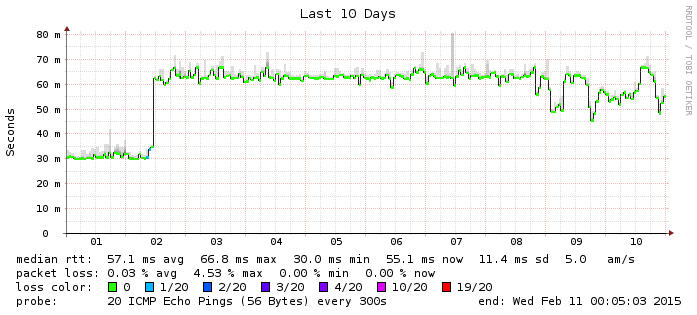 Last 10 Days
RRDTOOL / TOBI OETIKER
Seconds
80 m
70 m
60 m
50 m
40 m
30 m
20 m
10 m
0
01 02 03 04 05 06 07 08 09 10
median rtt: 57.1 ms avg 66.8 ms max 30.0 ms min 55.1 ms now 11.4 ms sd 5.0 am/s
packet loss: 0.03 % avg 4.53 % max 0.00 % min 0.00 % now
loss color: 0 1/20 2/20 3/20 4/20 10/20 19/20
probe: 20 ICMP Echo Pings (56 Bytes) every 300s end: Wed Feb 11 00:05:03 2015